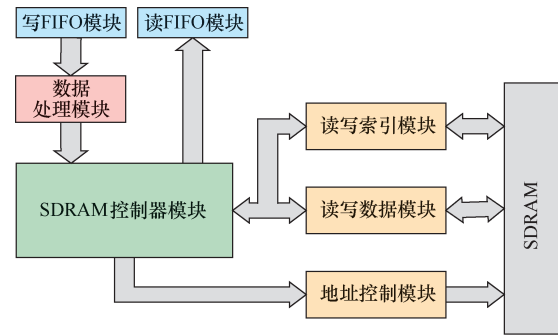 写FIFO模块
读FIFO模块
数据
处理模块
读写索引模块
SDRAM控制器模块
读写数据模块
地址控制模块
SDRAM